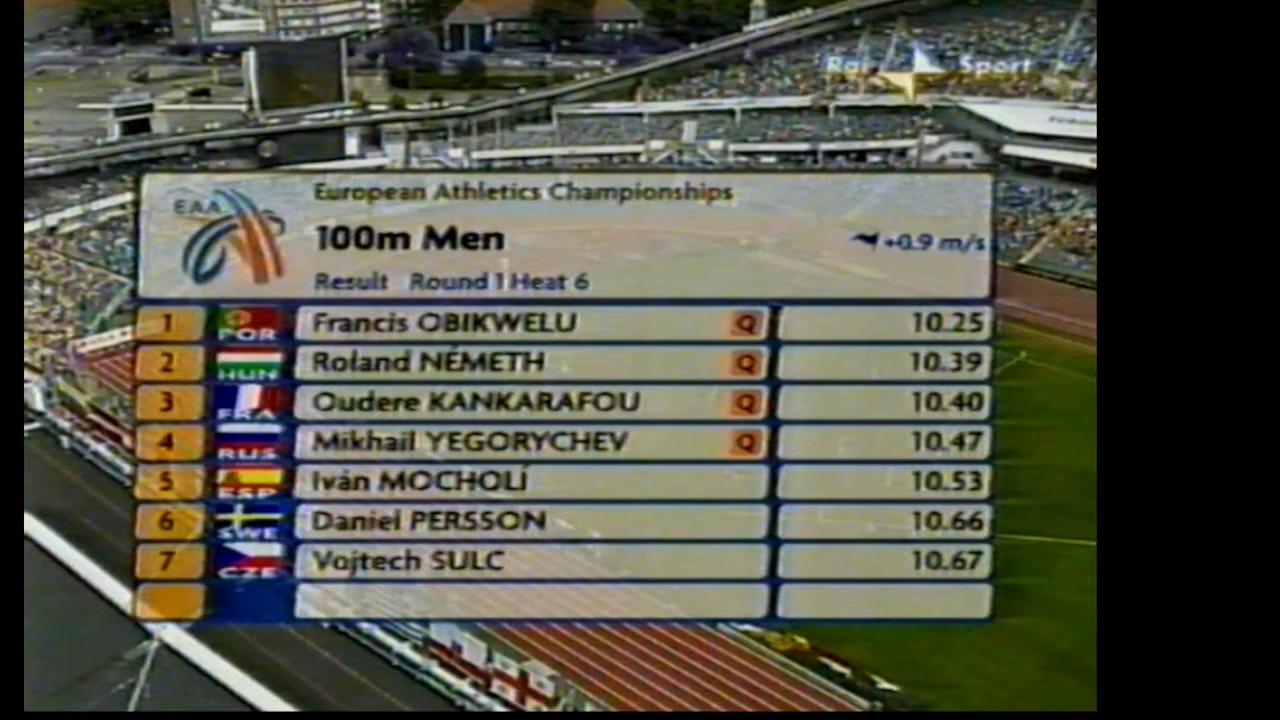 Rai Sport
EAA
European Athletics Championships
100m Men
+0.9 m/s
Result Round 1 Heat 6
1 POR Francis OBIKWELU Q 10.25
2 HUN Roland NÉMETH Q 10.39
3 FRA Oudere KANKARAFOU Q 10.40
4 RUS Mikhail YEGORYCHEV Q 10.47
5 ESP Iván MOCHOLÍ 10.53
6 SWE Daniel PERSSON 10.66
7 CZE Vojtech SULC 10.67